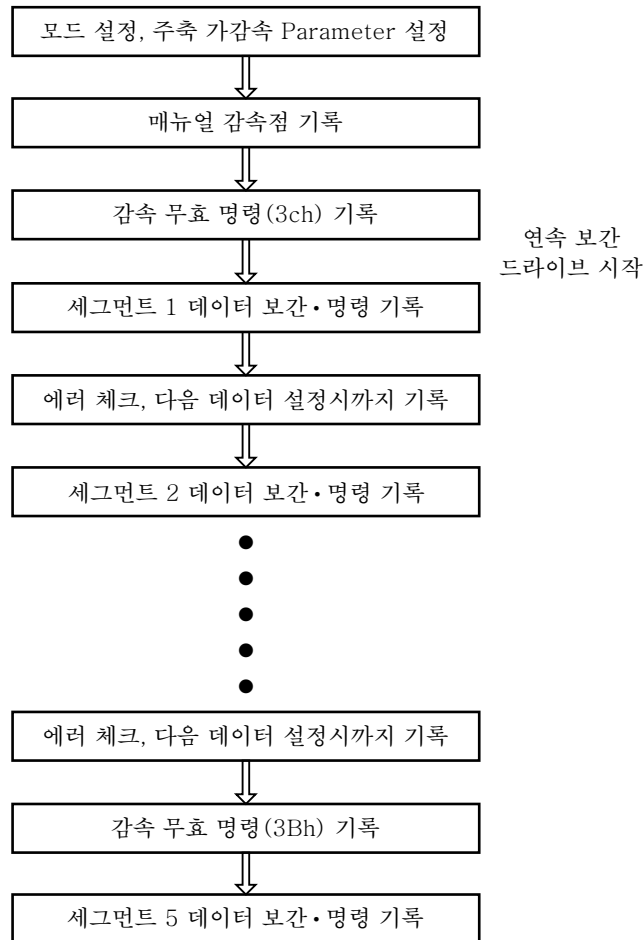 모드 설정, 주축 가감속 Parameter 설정
매뉴얼 감속점 기록
감속 무효 명령(3ch) 기록
연속 보간
드라이브 시작
세그먼트 1 데이터 보간•명령 기록
에러 체크, 다음 데이터 설정시까지 기록
세그먼트 2 데이터 보간•명령 기록
에러 체크, 다음 데이터 설정시까지 기록
감속 무효 명령(3Bh) 기록
세그먼트 5 데이터 보간•명령 기록